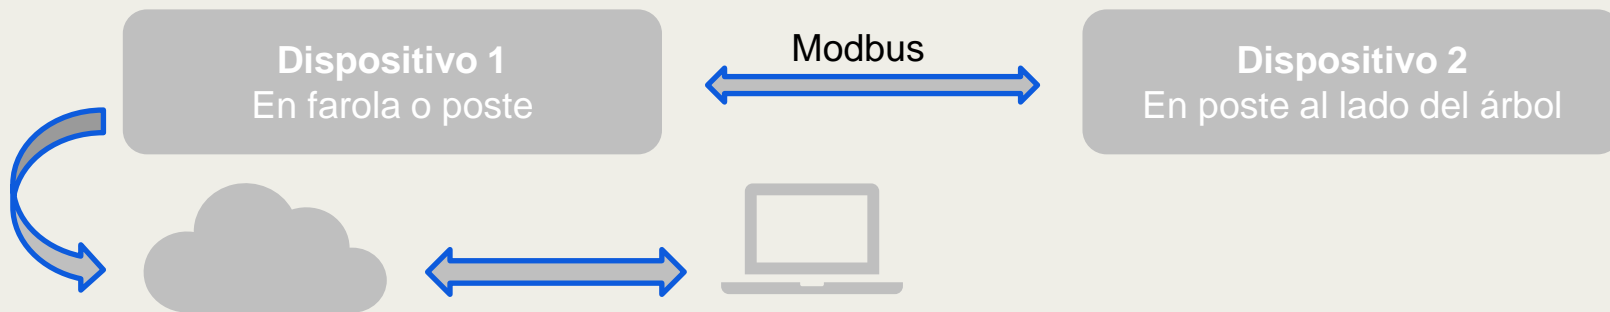 Dispositivo 1
En farola o poste
Modbus
Dispositivo 2
En poste al lado del árbol